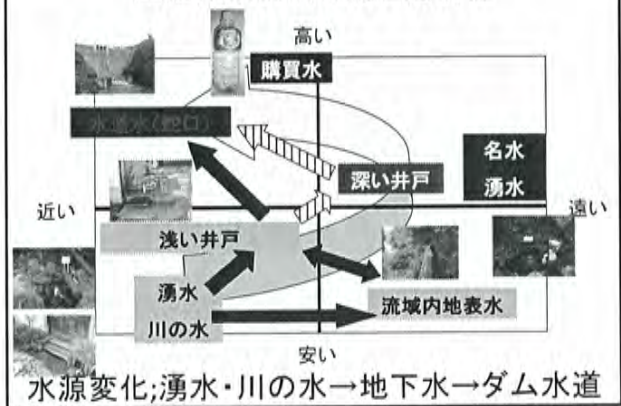 高い
購買水
水道水(蛇口)
名水
湧水
深い井戸
近い
遠い
浅い井戸
湧水
川の水
流域内地表水
安い
水源変化;湧水・川の水→地下水→ダム水道